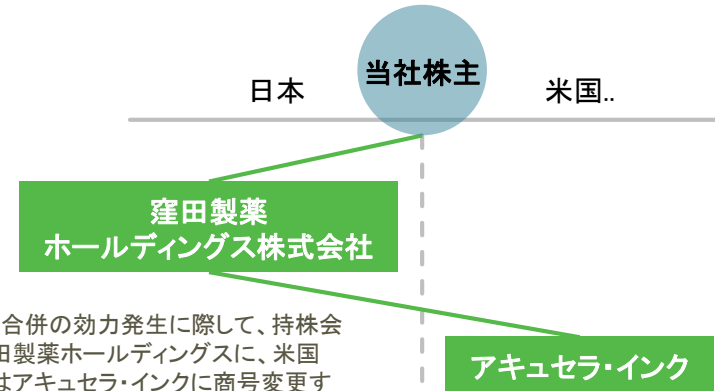 当社株主
日本
米国..
窪田製薬
ホールディングス株式会社
合併の効力発生に際して、持株会
田製薬ホールディングスに、米国
はアキュセラ・インクに商号変更す
アキュセラ・インク